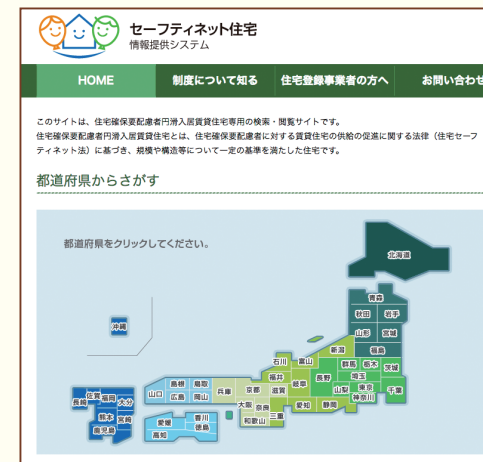 セーフティネット住宅
情報提供システム
HOME 制度について知る 住宅登録事業者の方へ お問い合わせ
このサイトは、住宅確保要配慮者円滑入居賃貸住宅専用の検索・閲覧サイトです。
住宅確保要配慮者円滑入居賃貸住宅とは、住宅確保要配慮者に対する賃貸住宅の供給の促進に関する法律（住宅セーフ
ティネット法）に基づき、規模や構造等について一定の基準を満たした住宅です。
都道府県からさがす
都道府県をクリックしてください。
北海道
青森
秋田 岩手
山形 宮城
福島
沖縄
新潟
石川 富山
群馬 栃木 茨城
福井 岐阜 長野 埼玉
山梨 東京 千葉
神奈川
島根 鳥取
山口 広島 岡山 兵庫 京都 滋賀
愛知 静岡
大阪 奈良 三重
和歌山
長崎 佐賀 福岡 大分
熊本 宮崎
鹿児島
愛媛 香川
高知 徳島